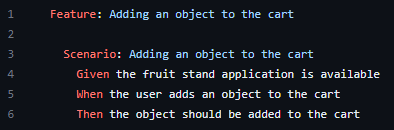 1 Feature: Adding an object to the cart
2
3 Scenario: Adding an object to the cart
4 Given the fruit stand application is available
5 When the user adds an object to the cart
6 Then the object should be added to the cart